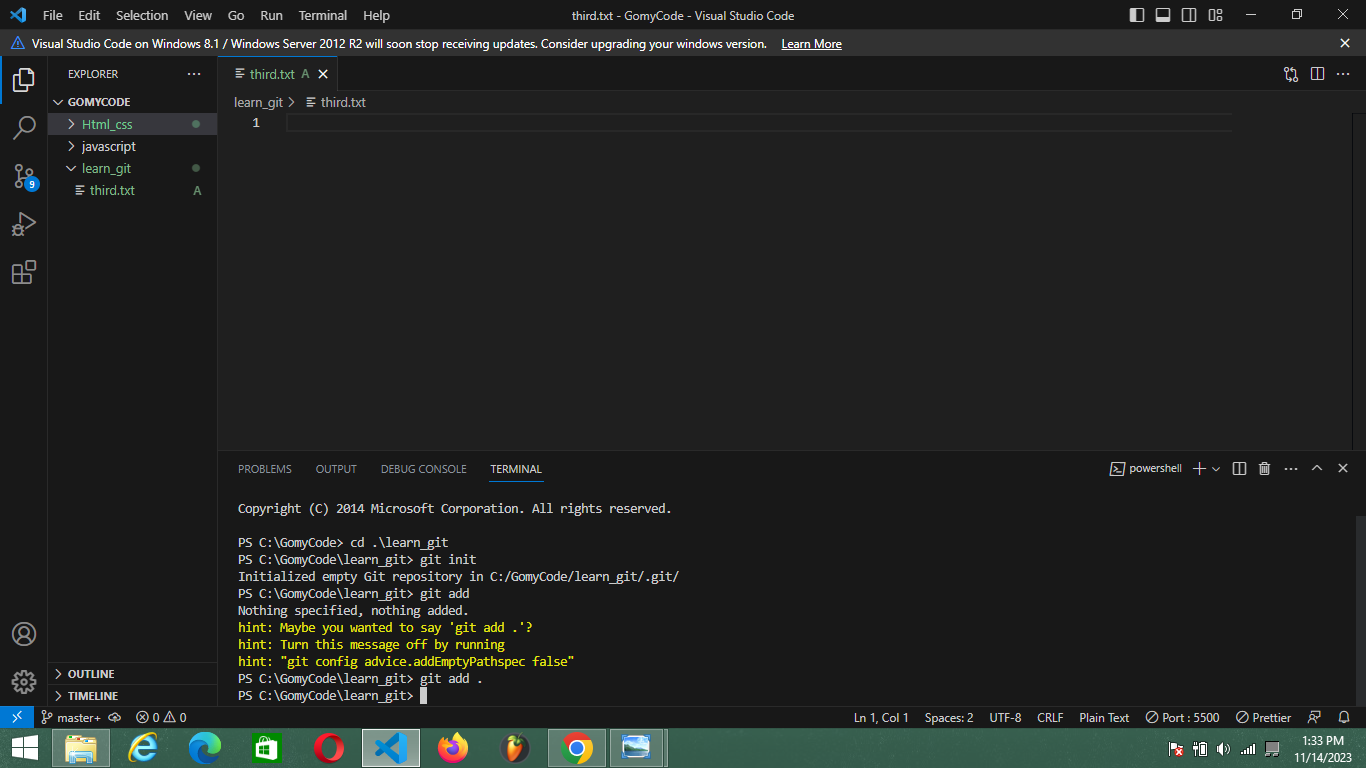 File Edit Selection View Go Run Terminal Help third.txt - GomyCode - Visual Studio Code
Visual Studio Code on Windows 8.1 / Windows Server 2012 R2 will soon stop receiving updates. Consider upgrading your windows version. Learn More
EXPLORER
third.txt A
GOMYCODE
learn_git > third.txt
Html_css
1
javascript
learn_git
9
third.txt A
PROBLEMS OUTPUT DEBUG CONSOLE TERMINAL
powershell
Copyright (C) 2014 Microsoft Corporation. All rights reserved.
PS C:\GomyCode> cd .\learn_git
PS C:\GomyCode\learn_git> git init
Initialized empty Git repository in C:/GomyCode/learn_git/.git/
PS C:\GomyCode\learn_git> git add
Nothing specified, nothing added.
hint: Maybe you wanted to say 'git add .'?
hint: Turn this message off by running
hint: "git config advice.addEmptyPathspec false"
PS C:\GomyCode\learn_git> git add .
PS C:\GomyCode\learn_git>
OUTLINE
TIMELINE
master+ 0 0 Ln 1, Col 1 Spaces: 2 UTF-8 CRLF Plain Text Port : 5500 Prettier
1:33 PM
11/14/2023